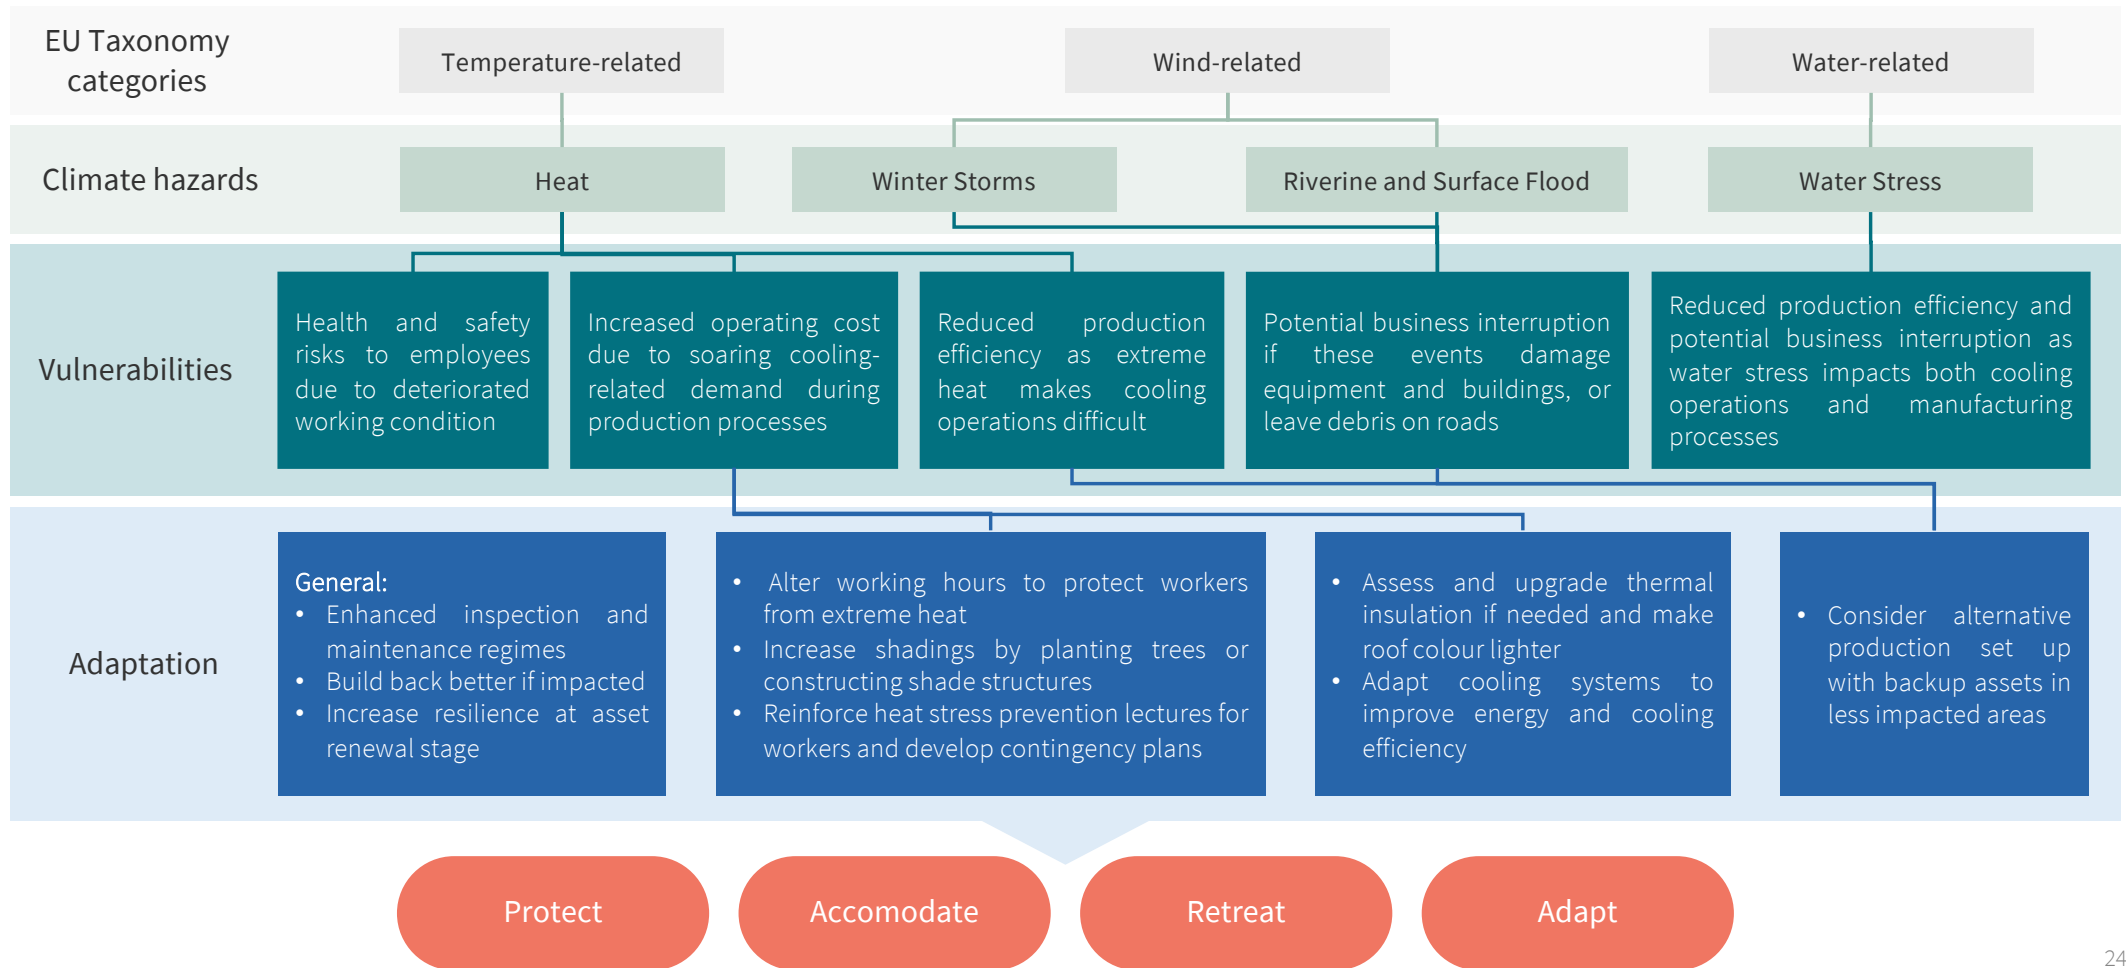 EU Taxonomy
categories
Temperature-related
Wind-related
Water-related
Climate hazards
Heat
Winter Storms
Riverine and Surface Flood
Water Stress
Vulnerabilities
Health and safety
risks to employees
due to deteriorated
working condition
Increased operating cost
due to soaring cooling-
related demand during
production processes
Reduced production
efficiency as extreme
heat makes cooling
operations difficult
Potential business interruption
if these events damage
equipment and buildings, or
leave debris on roads
Reduced production efficiency and
potential business interruption as
water stress impacts both cooling
operations and manufacturing
processes
Adaptation
General:
• Enhanced inspection and
maintenance regimes
• Build back better if impacted
• Increase resilience at asset
renewal stage
• Alter working hours to protect workers
from extreme heat
• Increase shadings by planting trees or
constructing shade structures
• Reinforce heat stress prevention lectures for
workers and develop contingency plans
• Assess and upgrade thermal
insulation if needed and make
roof colour lighter
• Adapt cooling systems to
improve energy and cooling
efficiency
• Consider alternative
production set up
with backup assets in
less impacted areas
Protect
Accomodate
Retreat
Adapt
24